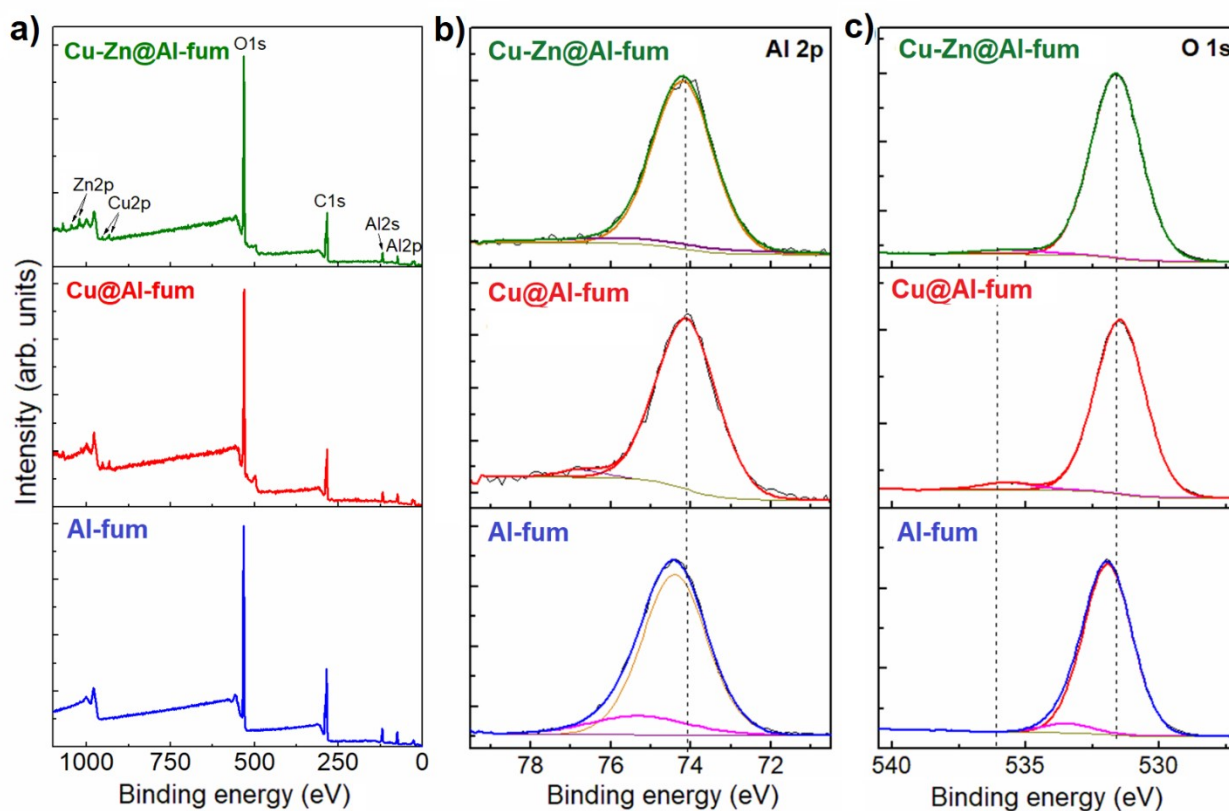 a)
Cu-Zn@Al-fum
O1s
Zn2p
Cu2p
C1s
Al2s
Al2p
Cu@Al-fum
Al-fum
Intensity (arb. units)
1000 750 500 250 0
Binding energy (eV)
b)
Cu-Zn@Al-fum
Al 2p
Cu@Al-fum
Al-fum
78 76 74 72
Binding energy (eV)
c)
Cu-Zn@Al-fum
O 1s
Cu@Al-fum
Al-fum
540 535 530
Binding energy (eV)